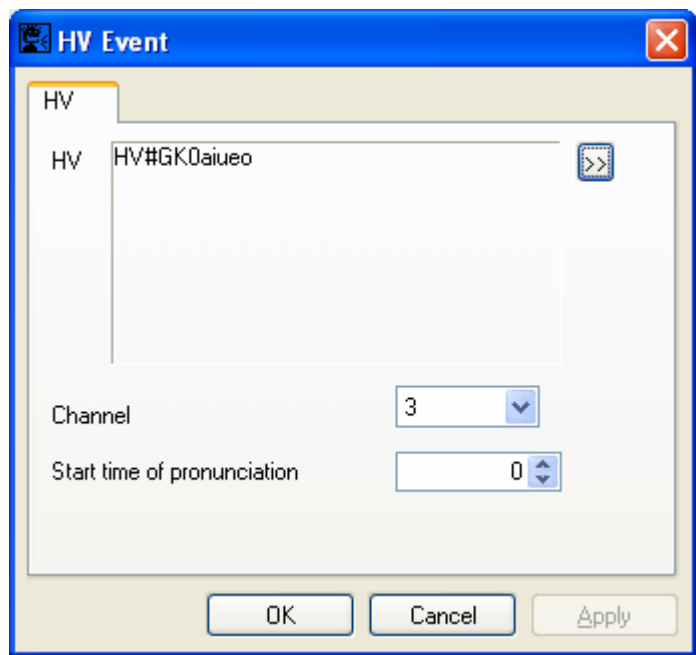 HV Event
HV
HV HV#GK0aiueo >>
Channel 3
Start time of pronunciation 0
OK Cancel Apply